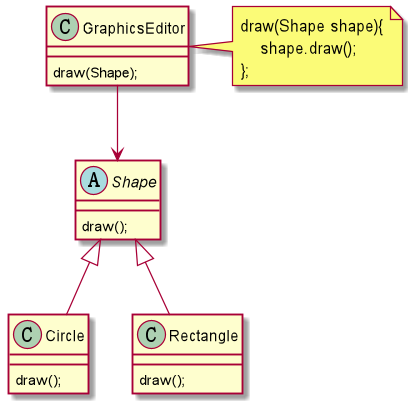 C GraphicsEditor
draw(Shape);
draw(Shape shape){
shape.draw();
};
A Shape
draw();
C Circle
draw();
C Rectangle
draw();